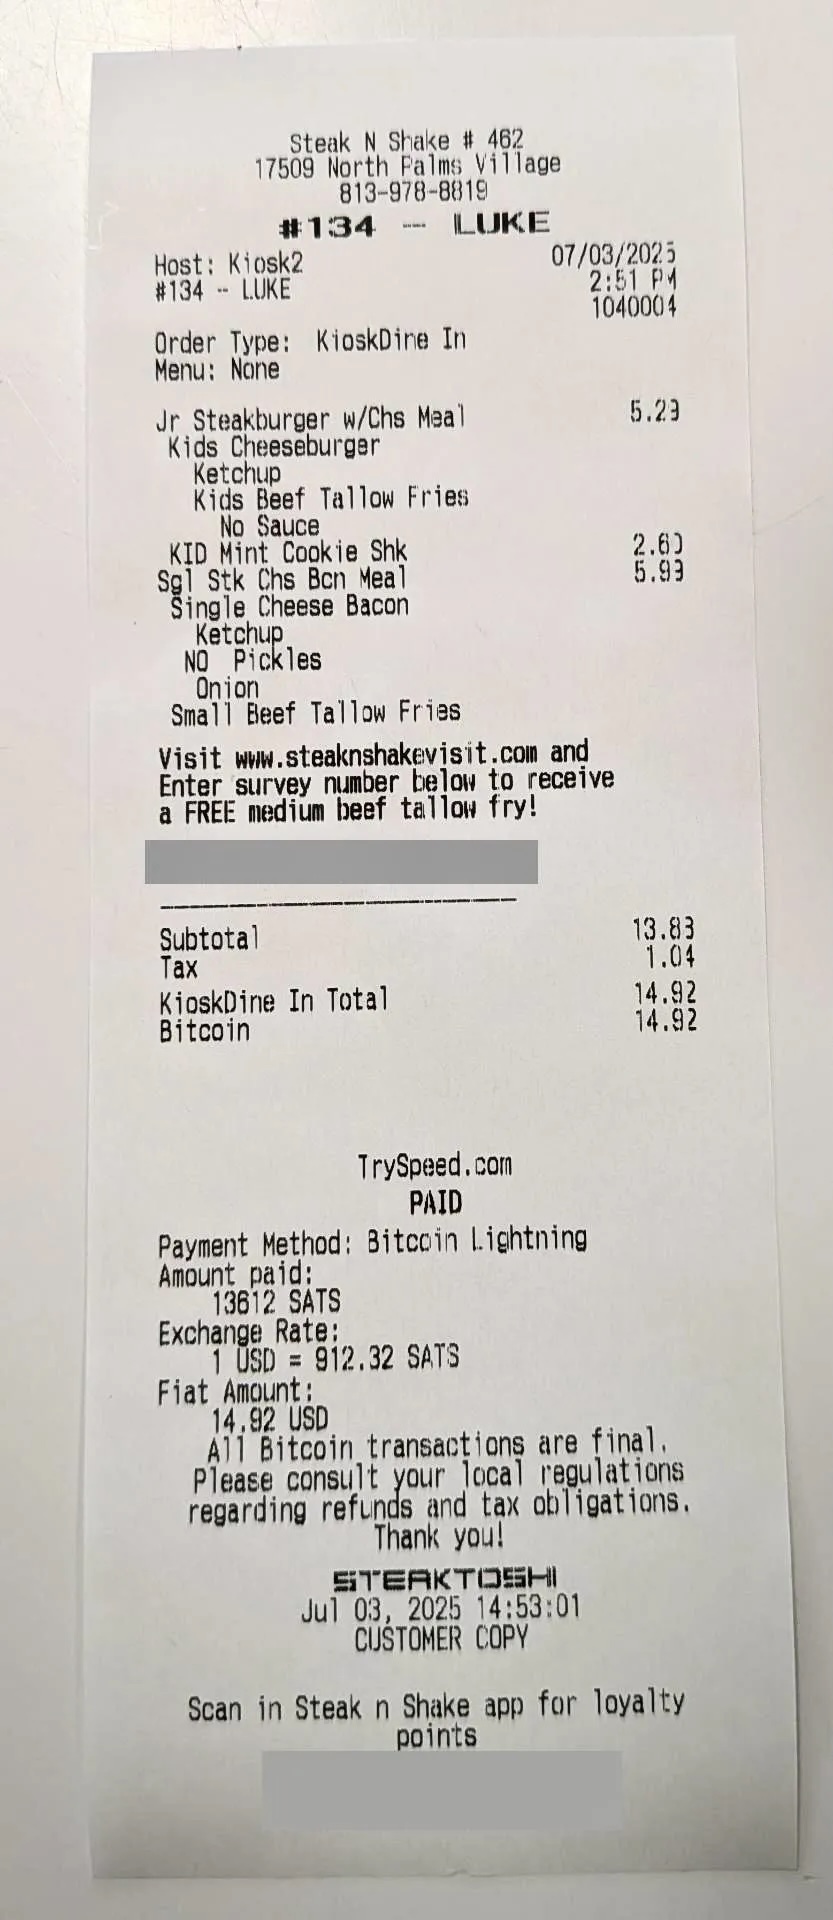 Steak N Shake # 462
17509 North Palms Village
813-978-8819
#134 -- LUKE
Host: Kiosk2 07/03/2025
#134 -- LUKE 2:51 PM
1040004
Order Type: KioskDine In
Menu: None
Jr Steakburger w/Chs Meal 5.29
Kids Cheeseburger
Ketchup
Kids Beef Tallow Fries
No Sauce
KID Mint Cookie Shk 2.60
Sgl Stk Chs Bcn Meal 5.99
Single Cheese Bacon
Ketchup
NO Pickles
Onion
Small Beef Tallow Fries
Visit www.steaknshakevisit.com and
Enter survey number below to receive
a FREE medium beef tallow fry!
Subtotal 13.88
Tax 1.04
KioskDine In Total 14.92
Bitcoin 14.92
TrySpeed.com
PAID
Payment Method: Bitcoin Lightning
Amount paid:
13612 SATS
Exchange Rate:
1 USD = 912.32 SATS
Fiat Amount:
14.92 USD
All Bitcoin transactions are final.
Please consult your local regulations
regarding refunds and tax obligations.
Thank you!
STEAKTOSHI
Jul 03, 2025 14:53:01
CUSTOMER COPY
Scan in Steak n Shake app for loyalty
points